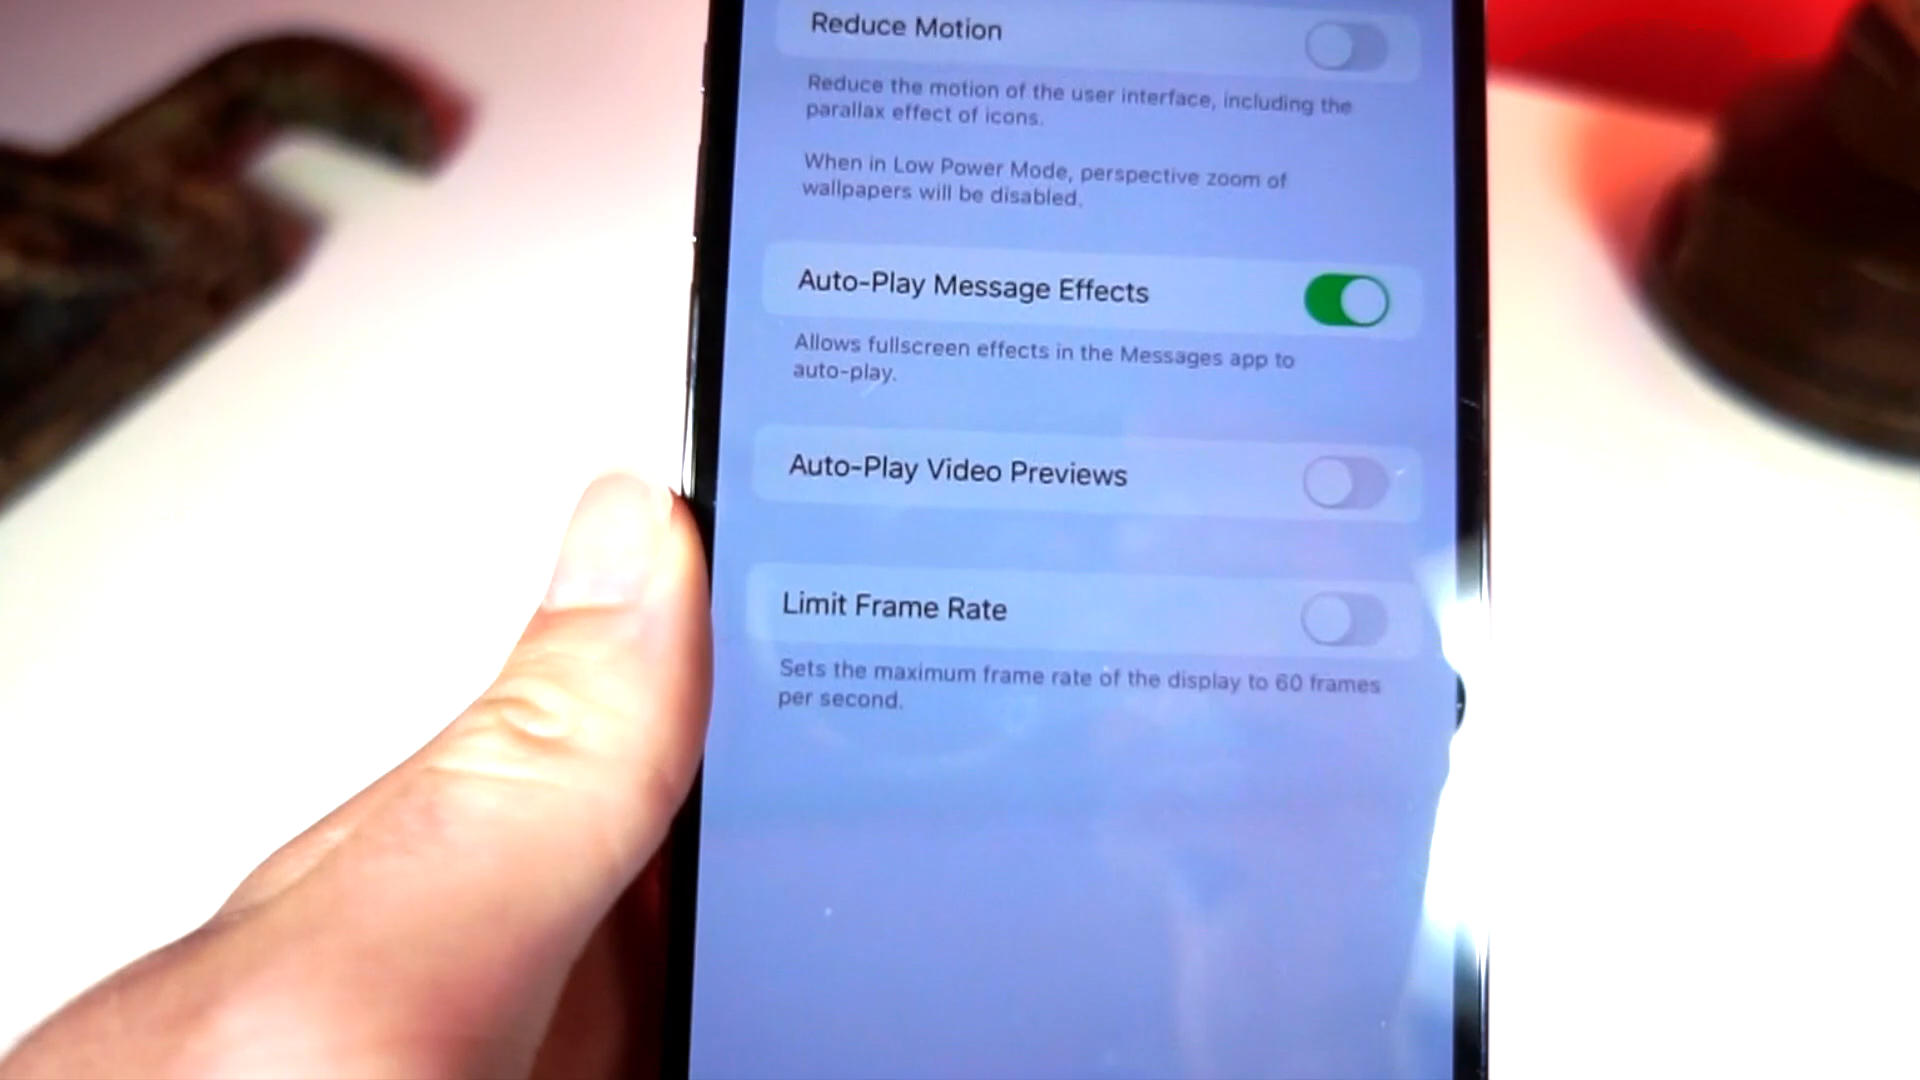 Reduce Motion
Reduce the motion of the user interface, including the
parallax effect of icons.
When in Low Power Mode, perspective zoom of
wallpapers will be disabled.
Auto-Play Message Effects
Allows fullscreen effects in the Messages app to
auto-play.
Auto-Play Video Previews
Limit Frame Rate
Sets the maximum frame rate of the display to 60 frames
per second.